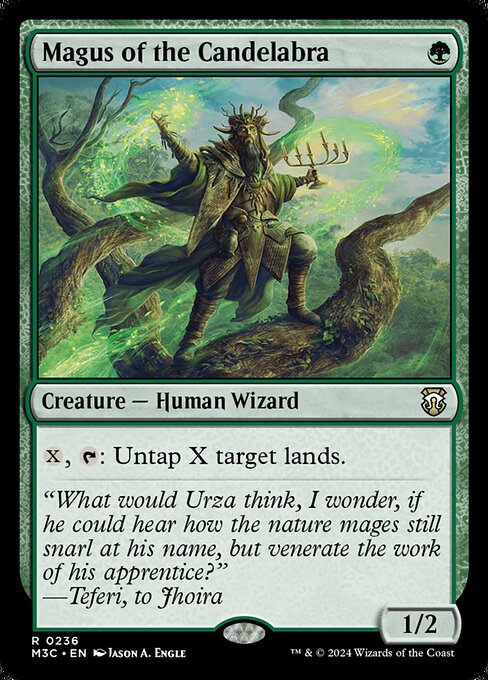 Magus of the Candelabra
Creature — Human Wizard
X, : Untap X target lands.
“What would Urza think, I wonder, if
he could hear how the nature mages still
snarl at his name, but venerate the work
of his apprentice?”
—Teferi, to Jhoira
1/2
R 0236
M3C • EN Jason A. Engle
™ & © 2024 Wizards of the Coast